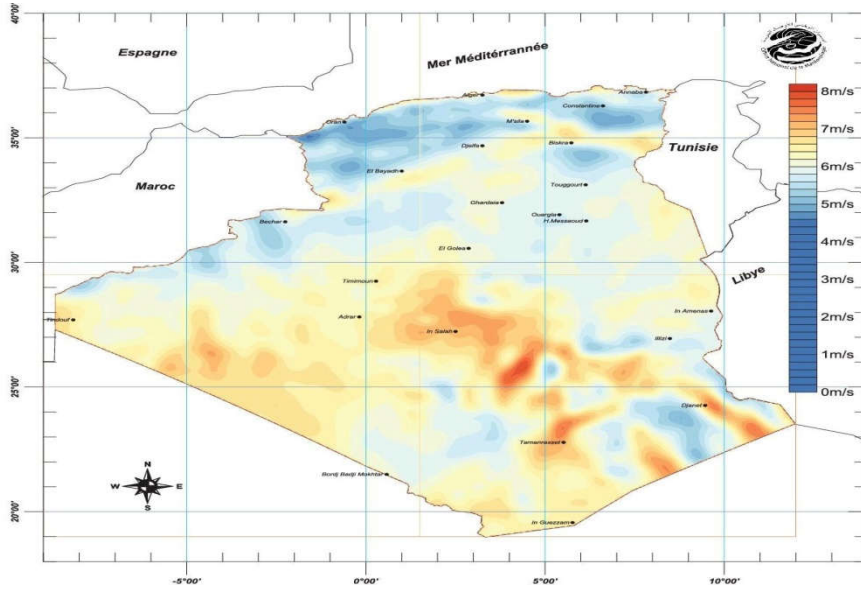 40°00'
Espagne
Mer Méditérrannée
Alger
Annaba
Constantine
Oran
M'sila
35°00'
Djelfa
Biskra
Tunisie
Maroc
El Bayadh
Touggourt
Ghardaia
Ouargla
Bechar
H.Messaoud
El Golea
30°00'
Libye
Timimoun
In Amenas
Tindouf
Adrar
In Salah
Illizi
25°00'
Djanet
Tamanrasset
Bordj Badji Mokhtar
N
W
E
S
20°00'
In Guezzam
-5°00'
0°00'
5°00'
10°00'
8m/s
7m/s
6m/s
5m/s
4m/s
3m/s
2m/s
1m/s
0m/s